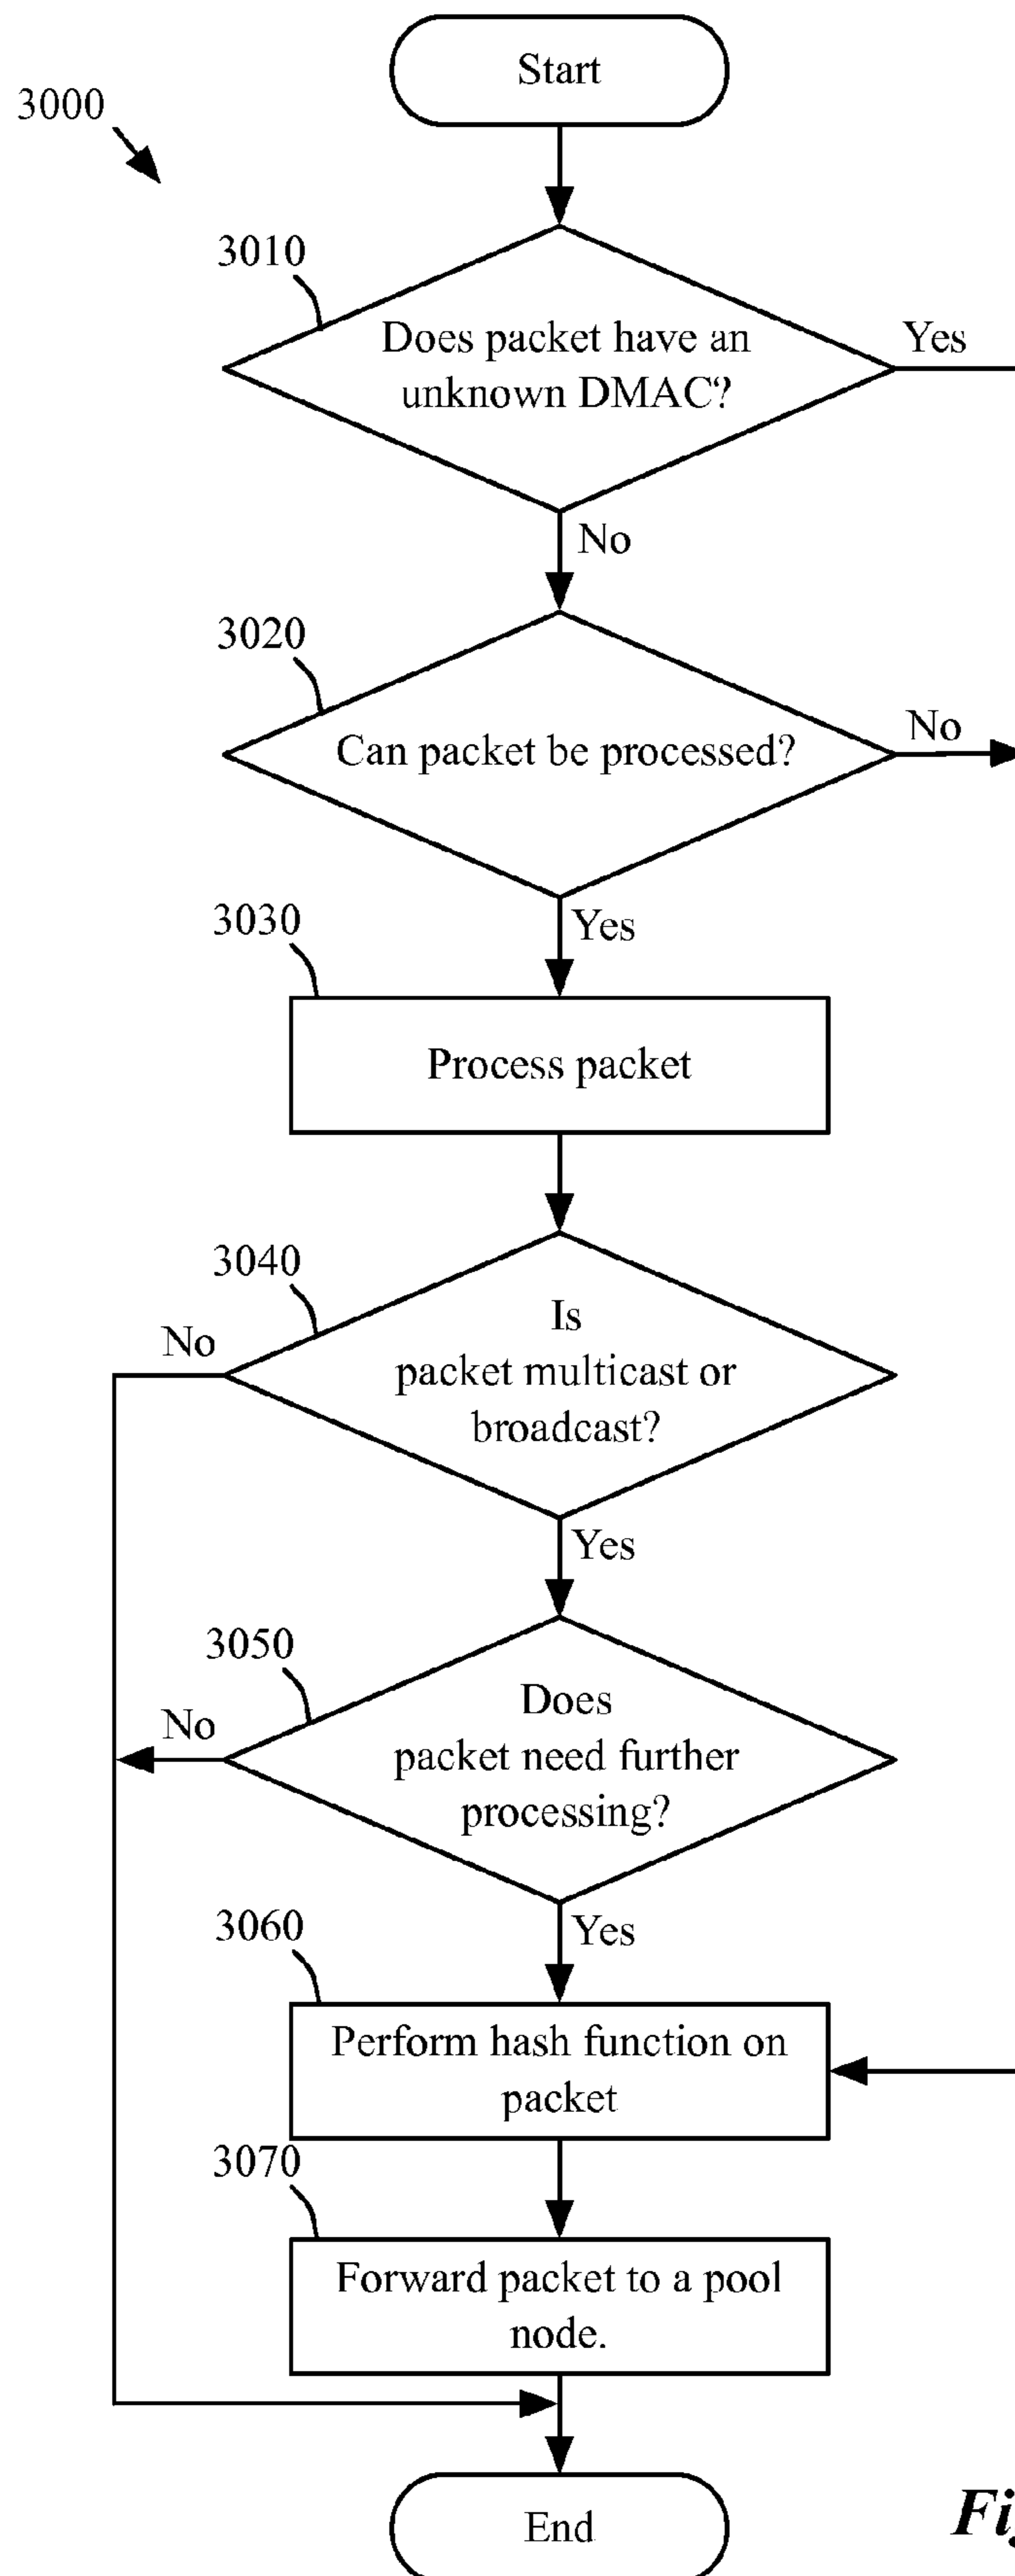 Start
3000
3010
Does packet have an
unknown DMAC?
Yes
No
3020
Can packet be processed?
No
Yes
3030
Process packet
3040
Is
packet multicast or
broadcast?
No
Yes
3050
Does
packet need further
processing?
No
Yes
3060
Perform hash function on
packet
3070
Forward packet to a pool
node.
End